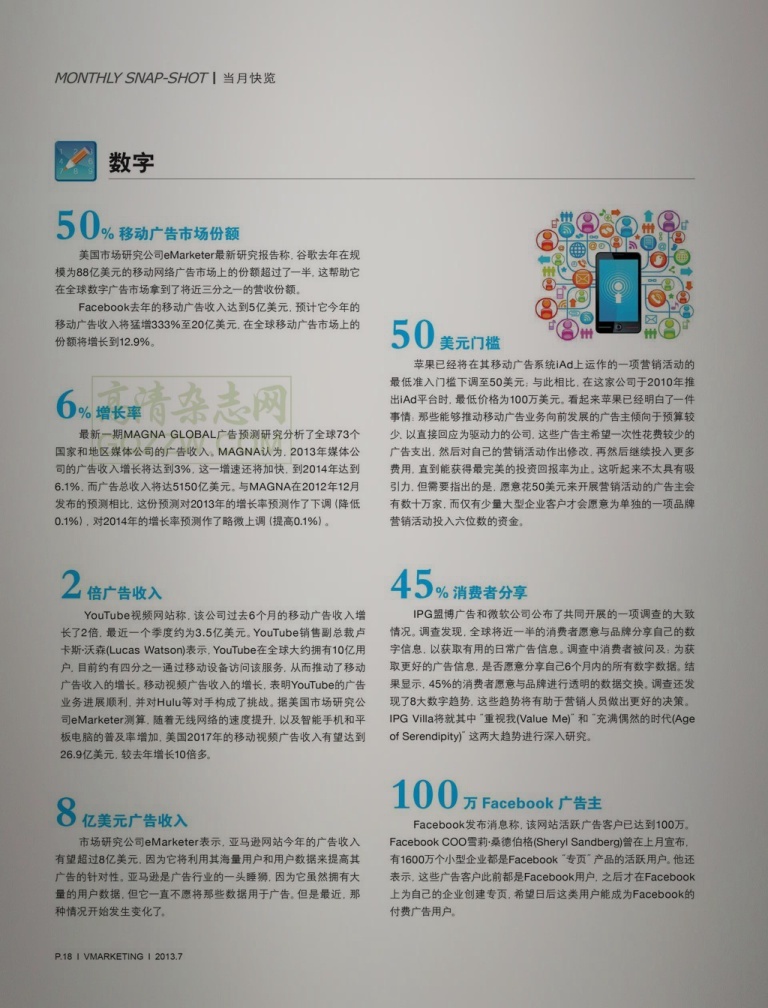 MONTHLY SNAP-SHOT | 当月快览
数字
50% 移动广告市场份额
美国市场研究公司eMarketer最新研究报告称, 谷歌去年在规
模为88亿美元的移动网络广告市场上的份额超过了一半, 这帮助它
在全球数字广告市场拿到了将近三分之一的营收份额。
Facebook去年的移动广告收入达到5亿美元, 预计它今年的
移动广告收入将猛增333%至20亿美元, 在全球移动广告市场上的
份额将增长到12.9%。
6% 增长率
最新一期MAGNA GLOBAL广告预测研究分析了全球73个
国家和地区媒体公司的广告收入。MAGNA认为, 2013年媒体公
司的广告收入增长将达到3%, 这一增速还将加快, 到2014年达到
6.1%, 而广告总收入将达5150亿美元。与MAGNA在2012年12月
发布的预测相比, 这份预测对2013年的增长率预测作了下调 (降低
0.1%) , 对2014年的增长率预测作了略微上调 (提高0.1%) 。
2 倍广告收入
YouTube视频网站称, 该公司过去6个月的移动广告收入增
长了2倍, 最近一个季度约为3.5亿美元。YouTube销售副总裁卢
卡斯·沃森(Lucas Watson)表示, YouTube在全球大约拥有10亿用
户, 目前约有四分之一通过移动设备访问该服务, 从而推动了移动
广告收入的增长。移动视频广告收入的增长, 表明YouTube的广告
业务进展顺利, 并对Hulu等对手构成了挑战。据美国市场研究公
司eMarketer测算, 随着无线网络的速度提升, 以及智能手机和平
板电脑的普及率增加, 美国2017年的移动视频广告收入有望达到
26.9亿美元, 较去年增长10倍多。
8 亿美元广告收入
市场研究公司eMarketer表示, 亚马逊网站今年的广告收入
有望超过8亿美元, 因为它将利用其海量用户和用户数据来提高其
广告的针对性。亚马逊是广告行业的一头睡狮, 因为它虽然拥有大
量的用户数据, 但它一直不愿将那些数据用于广告。但是最近, 那
种情况开始发生变化了。
50 美元门槛
苹果已经将在其移动广告系统iAd上运作的一项营销活动的
最低准入门槛下调至50美元; 与此相比, 在这家公司于2010年推
出iAd平台时, 最低价格为100万美元。看起来苹果已经明白了一件
事情: 那些能够推动移动广告业务向前发展的广告主倾向于预算较
少, 以直接回应为驱动力的公司, 这些广告主希望一次性花费较少的
广告支出, 然后对自己的营销活动作出修改, 再然后继续投入更多
费用, 直到能获得最完美的投资回报率为止。这听起来不太具有吸
引力, 但需要指出的是, 愿意花50美元来开展营销活动的广告主会
有数十万家, 而仅有少量大型企业客户才会愿意为单独的一项品牌
营销活动投入六位数的资金。
45% 消费者分享
IPG盟博广告和微软公司公布了共同开展的一项调查的大致
情况。调查发现, 全球将近一半的消费者愿意与品牌分享自己的数
字信息, 以获取有用的日常广告信息。调查中消费者被问及: 为获
取更好的广告信息, 是否愿意分享自己6个月内的所有数字数据。结
果显示, 45%的消费者愿意与品牌进行透明的数据交换。调查还发
现了8大数字趋势, 这些趋势将有助于营销人员做出更好的决策。
IPG Villa将就其中“重视我(Value Me)”和“充满偶然的时代(Age
of Serendipity)”这两大趋势进行深入研究。
100 万 Facebook 广告主
Facebook发布消息称, 该网站活跃广告客户已达到100万。
Facebook COO雪莉·桑德伯格(Sheryl Sandberg)曾在上月宣布,
有1600万个小型企业都是Facebook“专页”产品的活跃用户。他还
表示, 这些广告客户此前都是Facebook用户, 之后才在Facebook
上为自己的企业创建专页, 希望日后这类用户能成为Facebook的
付费广告用户。
高清杂志网
P.18 | VMARKETING | 2013.7